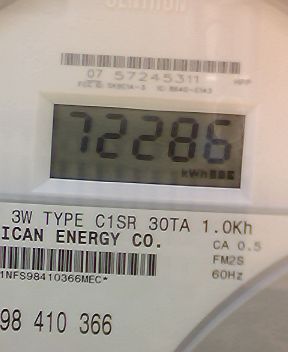 CENTRON
07 57245311
72286
kWh
3W TYPE C1SR 30TA 1.0Kh
ICAN ENERGY CO.
CA 0.5
FM2S
60Hz
1NFS98410366MEC*
98 410 366